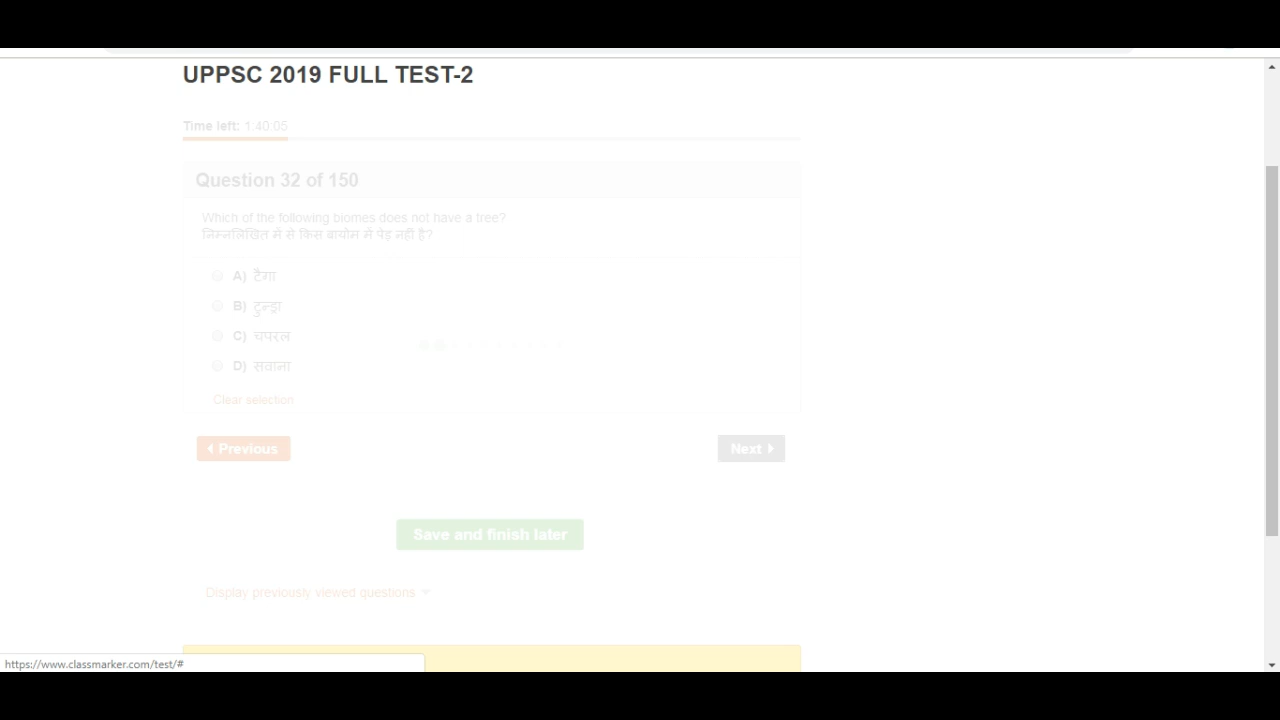 UPPSC 2019 FULL TEST-2
Time left: 1:40:05
Question 32 of 150
Which of the following biomes does not have a tree?
निम्नलिखित में से किस बायोम में पेड़ नहीं है?
A) टैगा
B) टुन्ड्रा
C) चपरल
D) सवाना
Clear selection
Previous
Next
Save and finish later
Display previously viewed questions
https://www.classmarker.com/test/#